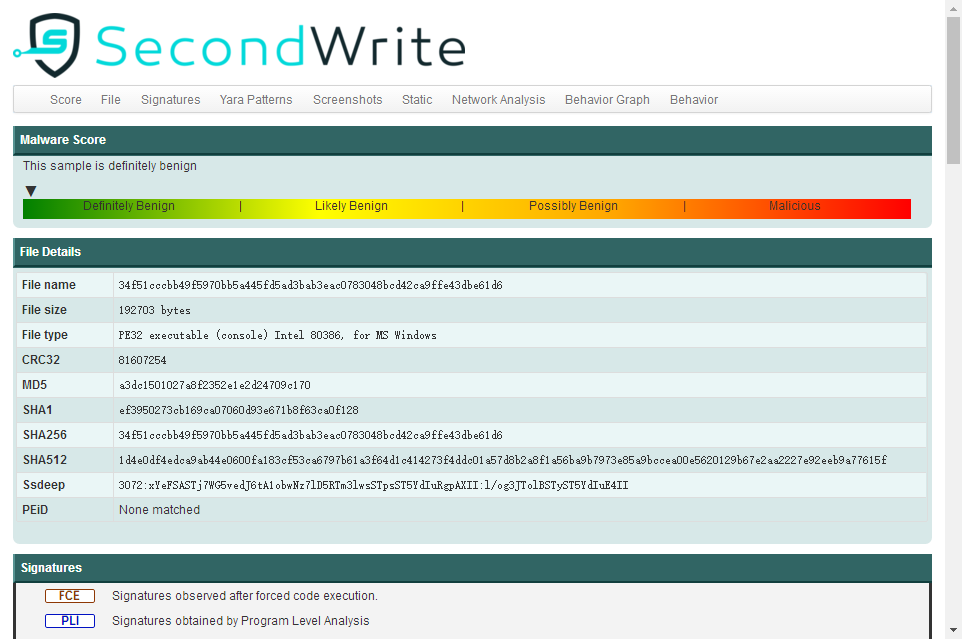 SecondWrite
Score File Signatures Yara Patterns Screenshots Static Network Analysis Behavior Graph Behavior
Malware Score
This sample is definitely benign
Definitely Benign | Likely Benign | Possibly Benign | Malicious
File Details
File name 34f51cccbb49f5970bb5a445fd5ad3bab3eac0783048bcd42ca9ffe43dbe61d6
File size 192703 bytes
File type PE32 executable (console) Intel 80386, for MS Windows
CRC32 81607254
MD5 a3dc1501027a8f2352e1e2d24709c170
SHA1 ef3950273cb169ca07060d93e671b8f63ca0f128
SHA256 34f51cccbb49f5970bb5a445fd5ad3bab3eac0783048bcd42ca9ffe43dbe61d6
SHA512 1d4e0df4edca9ab44e0600fa183cf53ca6797b61a3f64d1c414273f4ddc01a57d8b2a8f1a56ba9b7973e85a9bccea00e5620129b67e2aa2227e92eeb9a77615f
Ssdeep 3072:xYeFSASTj7WG5vedJ6tA1obwNz7lD5RTm3lwsSTpsST5YdIuRgpAXII:l/og3JTolBSTyST5YdIuE4II
PEiD None matched
Signatures
FCE Signatures observed after forced code execution.
PLI Signatures obtained by Program Level Analysis